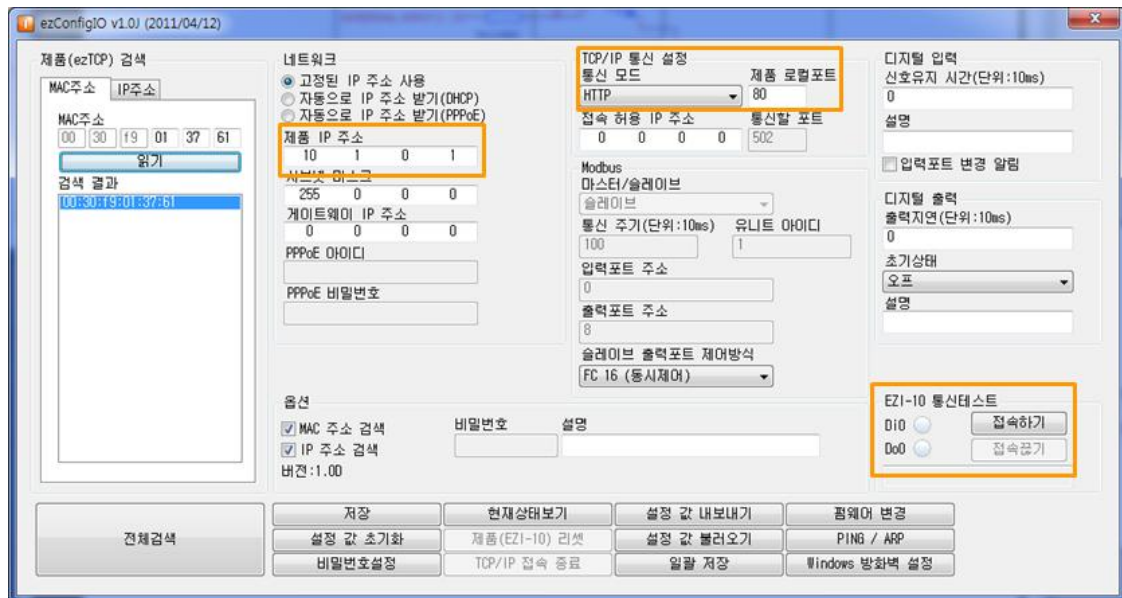 ezConfigIO v1.0J (2011/04/12)
제품(ezTCP) 검색
MAC주소
IP주소
MAC주소
00 30 f9 01 37 61
읽기
검색 결과
00:30:f9:01:37:61
네트워크
고정된 IP 주소 사용
자동으로 IP 주소 받기(DHCP)
자동으로 IP 주소 받기(PPPoE)
제품 IP 주소
10 1 0 1
서브넷 마스크
255 0 0 0
게이트웨이 IP 주소
0 0 0 0
PPPoE 아이디
PPPoE 비밀번호
TCP/IP 통신 설정
통신 모드 제품 로컬포트
HTTP 80
접속 허용 IP 주소 통신할 포트
0 0 0 0 502
Modbus
마스터/슬레이브
슬레이브
통신 주기(단위:10ms) 유니트 아이디
100 1
입력포트 주소
0
출력포트 주소
8
슬레이브 출력포트 제어방식
FC 16 (동시제어)
디지털 입력
신호유지 시간(단위:10ms)
0
설명
입력포트 변경 알림
디지털 출력
출력지연(단위:10ms)
0
초기상태
오프
설명
옵션
MAC 주소 검색
IP 주소 검색
버전:1.0D
비밀번호 설명
EZI-10 통신테스트
Di0 접속하기
Do0 접속끊기
전체검색
저장 현재상태보기 설정 값 내보내기 펌웨어 변경
설정 값 초기화 제품(EZI-10) 리셋 설정 값 불러오기 PING / ARP
비밀번호설정 TCP/IP 접속 종료 일괄 저장 Windows 방화벽 설정